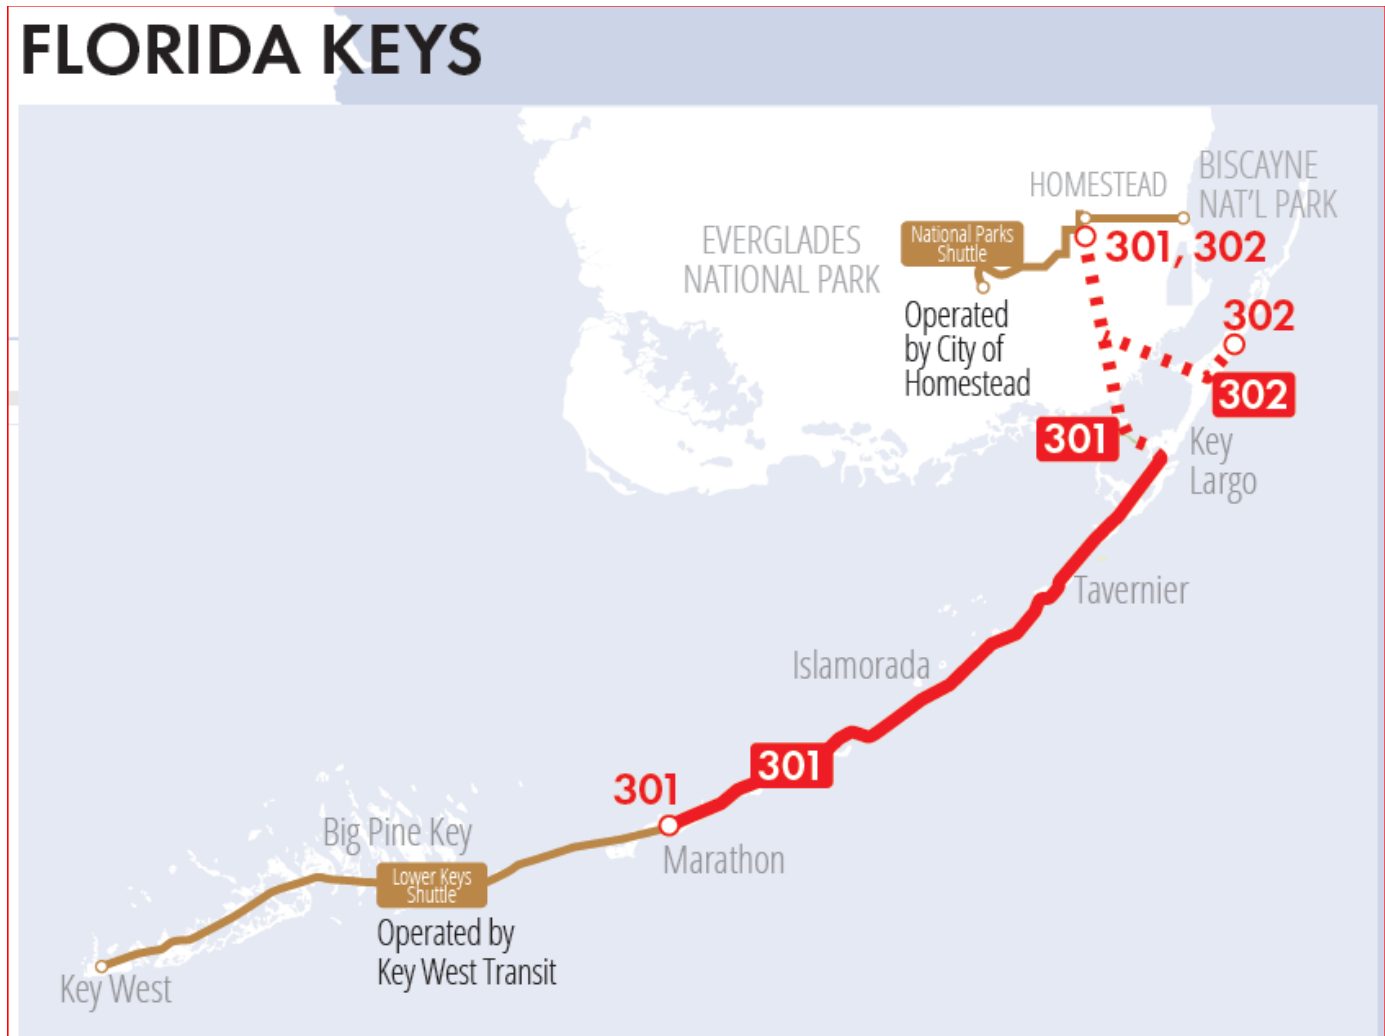 FLORIDA KEYS
BISCAYNE
NAT'L PARK
HOMESTEAD
EVERGLADES
NATIONAL PARK
National Parks
Shuttle
301, 302
Operated
by City of
Homestead
302
302
301
Key
Largo
Tavernier
Islamorada
301
301
Marathon
Big Pine Key
Lower Keys
Shuttle
Operated by
Key West Transit
Key West